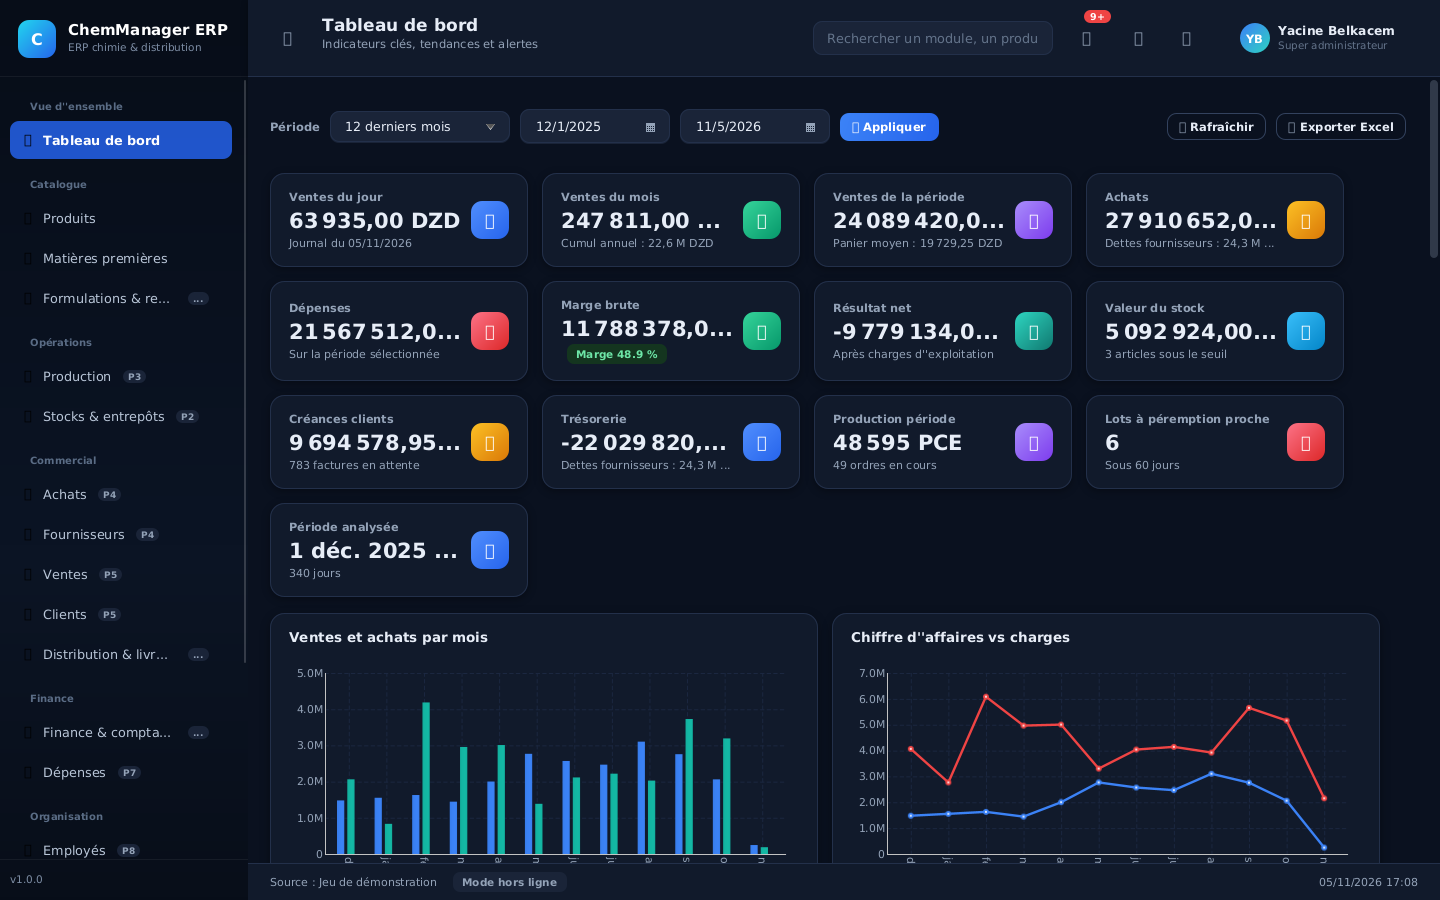 C
ChemManager ERP
ERP chimie & distribution
Vue d''ensemble
Tableau de bord
Catalogue
Produits
Matières premières
Formulations & re... ...
Opérations
Production P3
Stocks & entrepôts P2
Commercial
Achats P4
Fournisseurs P4
Ventes P5
Clients P5
Distribution & livr... ...
Finance
Finance & compta... ...
Dépenses P7
Organisation
Employés P8
v1.0.0
Tableau de bord
Indicateurs clés, tendances et alertes
Rechercher un module, un produ
9+
YB
Yacine Belkacem
Super administrateur
Période 12 derniers mois 12/1/2025 11/5/2026 Appliquer Rafraîchir Exporter Excel
Ventes du jour
63 935,00 DZD
Journal du 05/11/2026
Ventes du mois
247 811,00 ...
Cumul annuel : 22,6 M DZD
Ventes de la période
24 089 420,0...
Panier moyen : 19 729,25 DZD
Achats
27 910 652,0...
Dettes fournisseurs : 24,3 M ...
Dépenses
21 567 512,0...
Sur la période sélectionnée
Marge brute
11 788 378,0...
Marge 48.9 %
Résultat net
-9 779 134,0...
Après charges d''exploitation
Valeur du stock
5 092 924,00...
3 articles sous le seuil
Créances clients
9 694 578,95...
783 factures en attente
Trésorerie
-22 029 820,...
Dettes fournisseurs : 24,3 M ...
Production période
48 595 PCE
49 ordres en cours
Lots à péremption proche
6
Sous 60 jours
Période analysée
1 déc. 2025 ...
340 jours
Ventes et achats par mois
5.0M
4.0M
3.0M
2.0M
1.0M
0
Chiffre d''affaires vs charges
7.0M
6.0M
5.0M
4.0M
3.0M
2.0M
1.0M
0
Source : Jeu de démonstration Mode hors ligne
05/11/2026 17:08